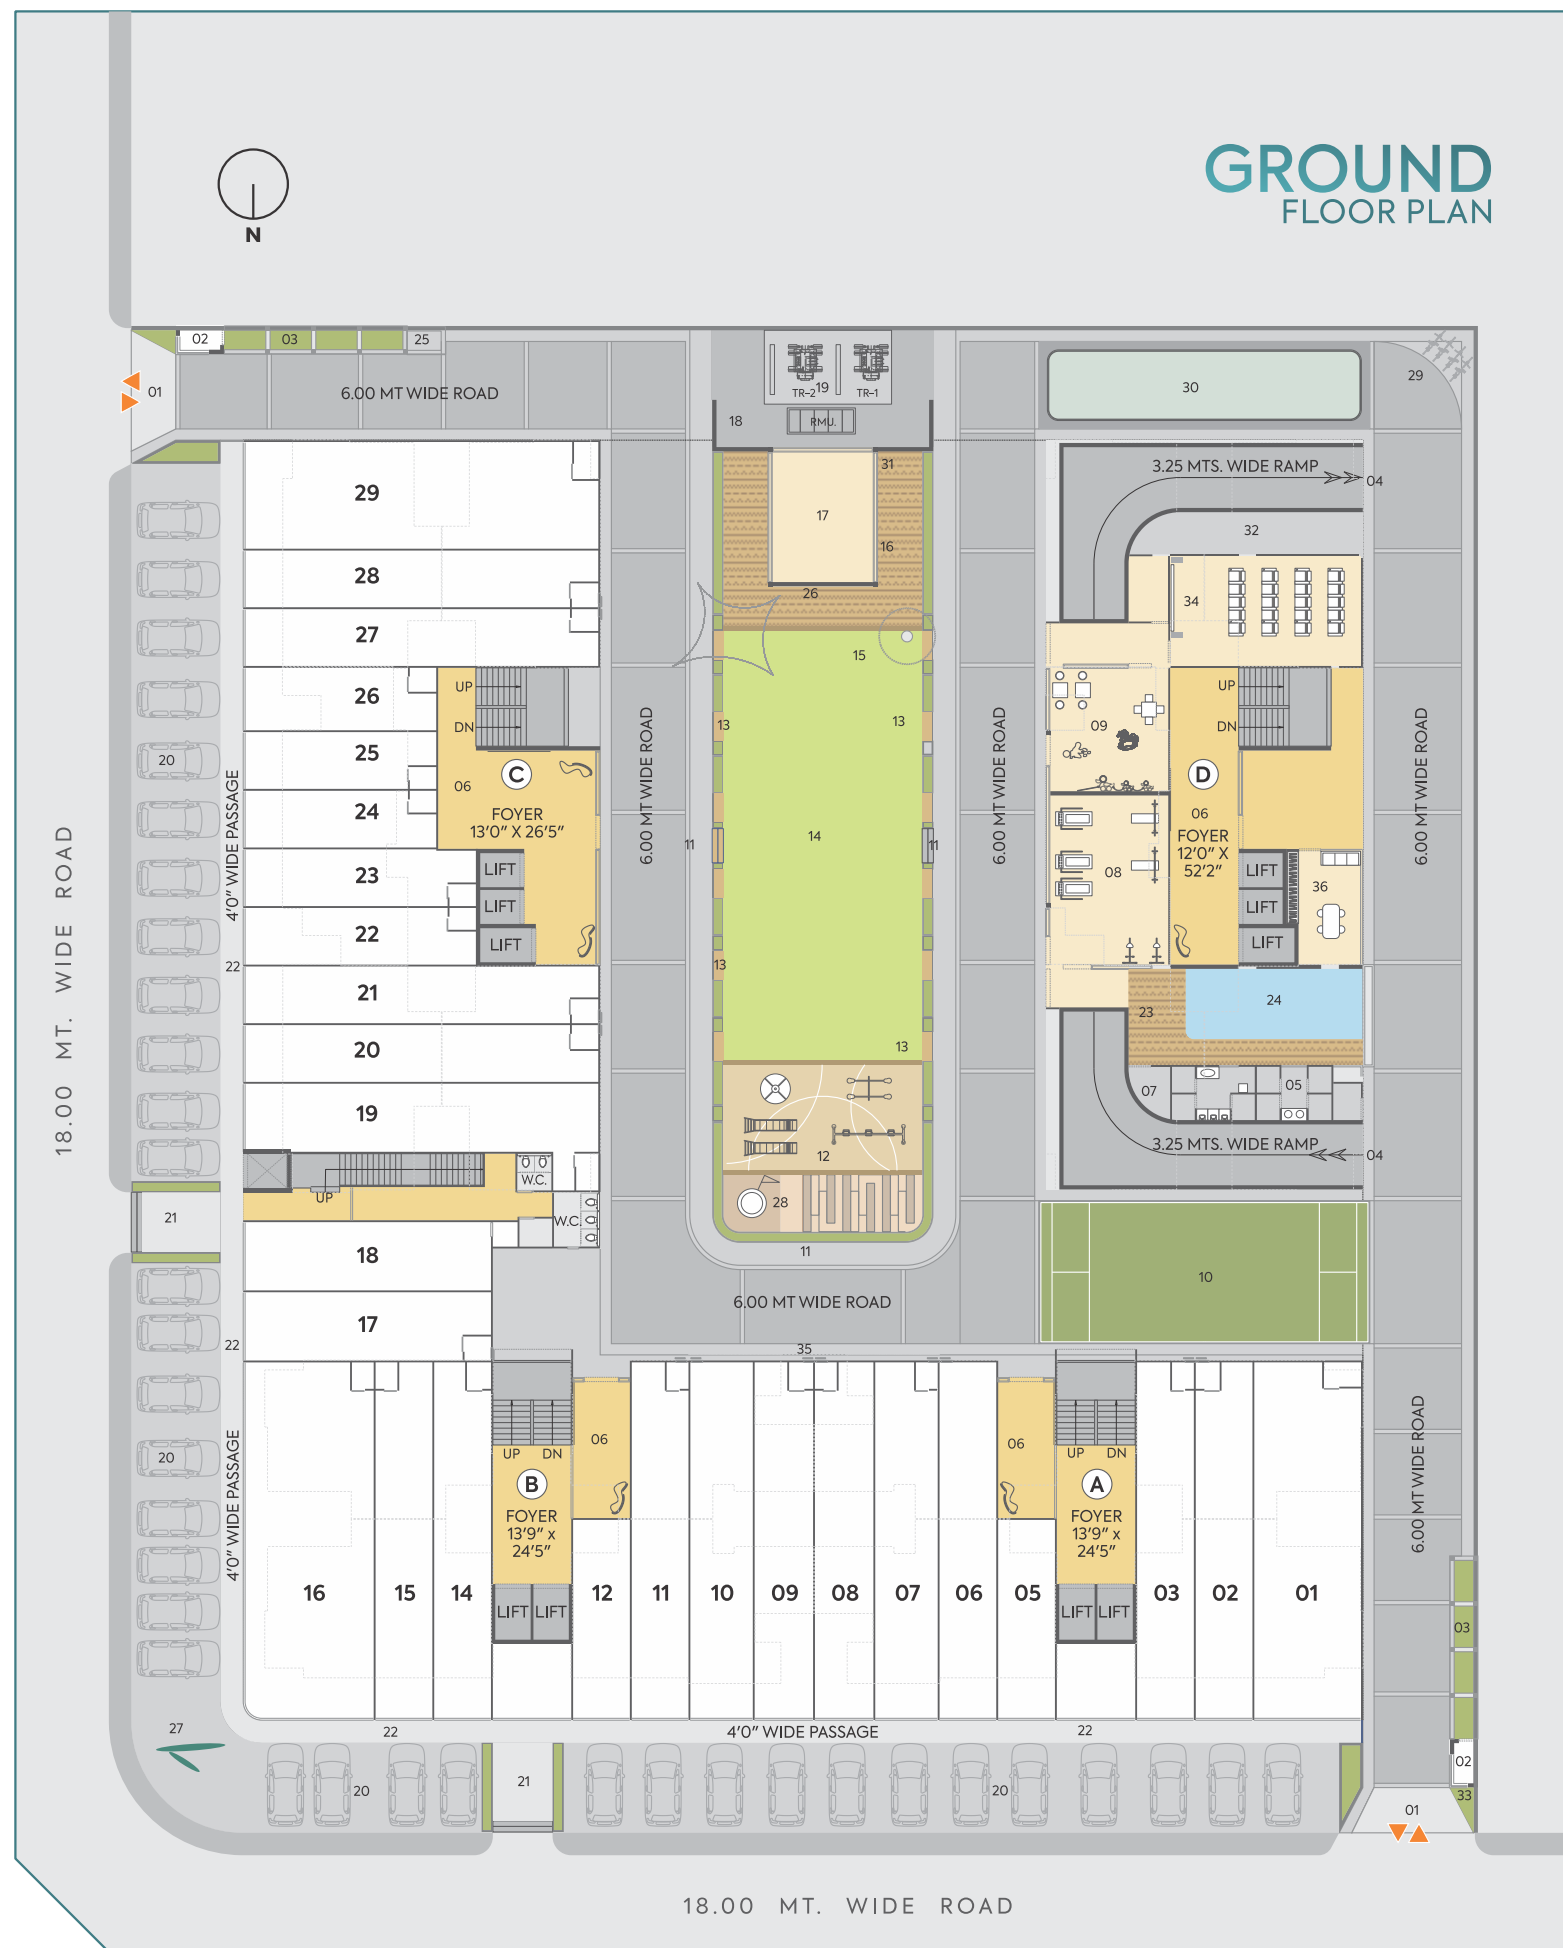 GROUND
FLOOR PLAN
N
02
03
25
01
6.00 MT WIDE ROAD
TR-2
19
TR-1
18
RMU.
30
29
29
31
3.25 MTS. WIDE RAMP
04
17
32
28
16
26
34
27
15
26
UP
DN
13
13
09
UP
DN
25
20
C
D
06
06
24
FOYER
13'0" X 26'5"
FOYER
12'0" X
52'2"
4'0" WIDE PASSAGE
6.00 MT WIDE ROAD
6.00 MT WIDE ROAD
6.00 MT WIDE ROAD
11
14
11
23
LIFT
LIFT
08
36
22
LIFT
LIFT
LIFT
LIFT
22
13
21
24
23
20
13
18.00 MT. WIDE ROAD
19
07
05
12
3.25 MTS. WIDE RAMP
04
W.C.
UP
28
21
W.C.
18
11
10
6.00 MT WIDE ROAD
17
22
35
06
06
UP DN
UP DN
20
B
A
4'0" WIDE PASSAGE
6.00 MT WIDE ROAD
FOYER
13'9" x
24'5"
FOYER
13'9" x
24'5"
16
15
14
12
11
10
09
08
07
06
05
03
02
01
LIFT LIFT
LIFT LIFT
03
27
22
4'0" WIDE PASSAGE
22
02
20
21
20
33
01
18.00 MT. WIDE ROAD